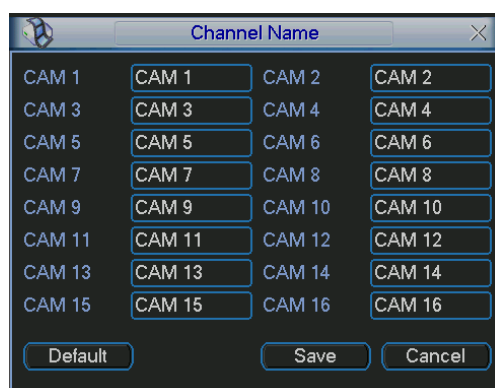 Channel Name
CAM 1 CAM 1 CAM 2 CAM 2
CAM 3 CAM 3 CAM 4 CAM 4
CAM 5 CAM 5 CAM 6 CAM 6
CAM 7 CAM 7 CAM 8 CAM 8
CAM 9 CAM 9 CAM 10 CAM 10
CAM 11 CAM 11 CAM 12 CAM 12
CAM 13 CAM 13 CAM 14 CAM 14
CAM 15 CAM 15 CAM 16 CAM 16
Default Save Cancel